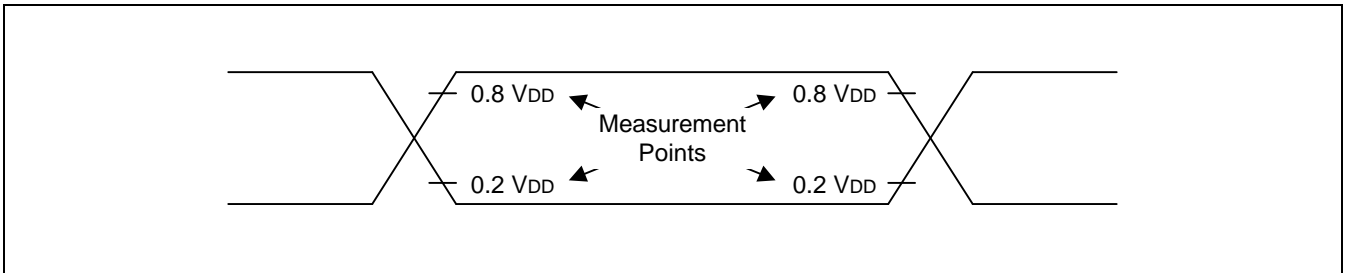 0.8 VDD 0.8 VDD
Measurement
Points
0.2 VDD 0.2 VDD